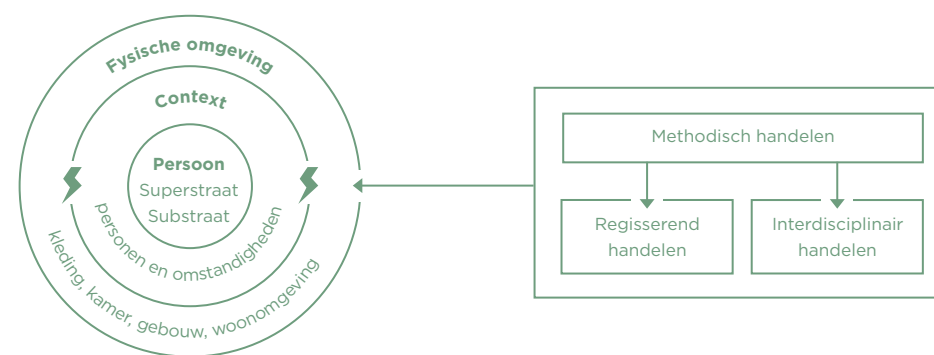 Fysische omgeving
Context
Persoon
Superstraat
Substraat
personen en omstandigheden
kleding, kamer, gebouw, woonomgeving
Methodisch handelen
Regisserend
handelen
Interdisciplinair
handelen